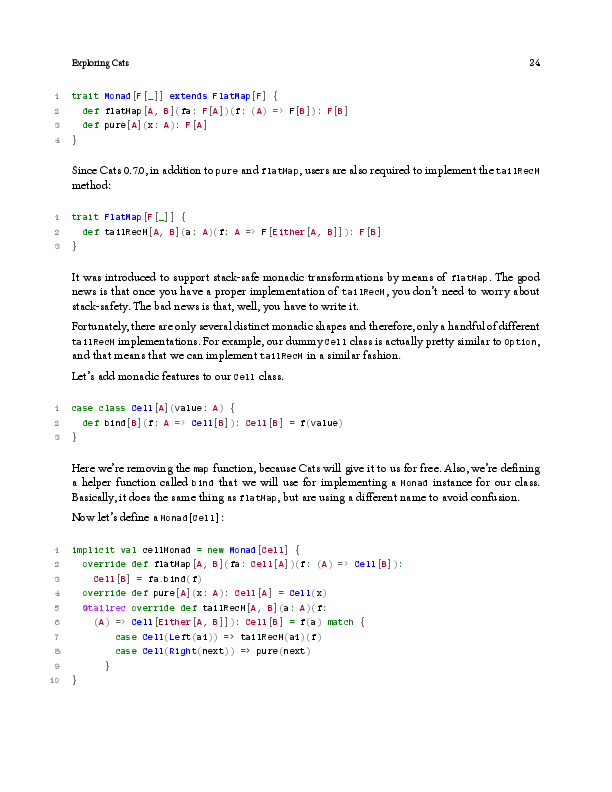 Exploring Cats 24
1 trait Monad[F[_]] extends FlatMap[F] {
2 def flatMap[A, B](fa: F[A])(f: (A) => F[B]): F[B]
3 def pure[A](x: A): F[A]
4 }
Since Cats 0.7.0, in addition to pure and flatMap, users are also required to implement the tailRecM
method:
1 trait FlatMap[F[_]] {
2 def tailRecM[A, B](a: A)(f: A => F[Either[A, B]]): F[B]
3 }
It was introduced to support stack-safe monadic transformations by means of flatMap. The good
news is that once you have a proper implementation of tailRecM, you don’t need to worry about
stack-safety. The bad news is that, well, you have to write it.
Fortunately, there are only several distinct monadic shapes and therefore, only a handful of different
tailRecM implementations. For example, our dummy Cell class is actually pretty similar to Option,
and that means that we can implement tailRecM in a similar fashion.
Let’s add monadic features to our Cell class.
1 case class Cell[A](value: A) {
2 def bind[B](f: A => Cell[B]): Cell[B] = f(value)
3 }
Here we’re removing the map function, because Cats will give it to us for free. Also, we’re defining
a helper function called bind that we will use for implementing a Monad instance for our class.
Basically, it does the same thing as flatMap, but are using a different name to avoid confusion.
Now let’s define a Monad[Cell]:
1 implicit val cellMonad = new Monad[Cell] {
2 override def flatMap[A, B](fa: Cell[A])(f: (A) => Cell[B]):
3 Cell[B] = fa.bind(f)
4 override def pure[A](x: A): Cell[A] = Cell(x)
5 @tailrec override def tailRecM[A, B](a: A)(f:
6 (A) => Cell[Either[A, B]]): Cell[B] = f(a) match {
7 case Cell(Left(a1)) => tailRecM(a1)(f)
8 case Cell(Right(next)) => pure(next)
9 }
10 }